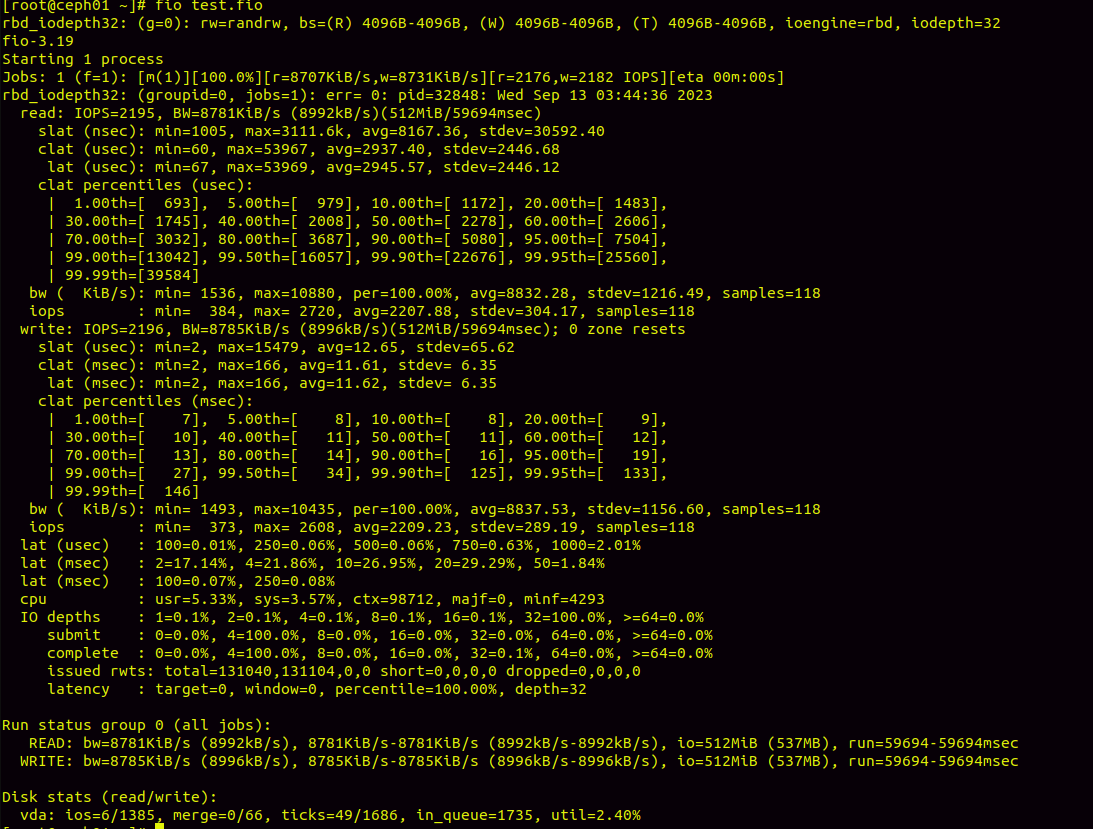 [root@ceph01 ~]# fio test.fio
rbd_iodepth32: (g=0): rw=randrw, bs=(R) 4096B-4096B, (W) 4096B-4096B, (T) 4096B-4096B, ioengine=rbd, iodepth=32
fio-3.19
Starting 1 process
Jobs: 1 (f=1): [m(1)][100.0%][r=8707KiB/s,w=8731KiB/s][r=2176,w=2182 IOPS][eta 00m:00s]
rbd_iodepth32: (groupid=0, jobs=1): err= 0: pid=32848: Wed Sep 13 03:44:36 2023
  read: IOPS=2195, BW=8781KiB/s (8992kB/s)(512MiB/59694msec)
    slat (nsec): min=1005, max=3111.6k, avg=8167.36, stdev=30592.40
    clat (usec): min=60, max=53967, avg=2937.40, stdev=2446.68
     lat (usec): min=67, max=53969, avg=2945.57, stdev=2446.12
    clat percentiles (usec):
     |  1.00th=[  693],  5.00th=[  979], 10.00th=[ 1172], 20.00th=[ 1483],
     | 30.00th=[ 1745], 40.00th=[ 2008], 50.00th=[ 2278], 60.00th=[ 2606],
     | 70.00th=[ 3032], 80.00th=[ 3687], 90.00th=[ 5080], 95.00th=[ 7504],
     | 99.00th=[13042], 99.50th=[16057], 99.90th=[22676], 99.95th=[25560],
     | 99.99th=[39584]
   bw (  KiB/s): min= 1536, max=10880, per=100.00%, avg=8832.28, stdev=1216.49, samples=118
   iops        : min=  384, max= 2720, avg=2207.88, stdev=304.17, samples=118
  write: IOPS=2196, BW=8785KiB/s (8996kB/s)(512MiB/59694msec); 0 zone resets
    slat (usec): min=2, max=15479, avg=12.65, stdev=65.62
    clat (msec): min=2, max=166, avg=11.61, stdev= 6.35
     lat (msec): min=2, max=166, avg=11.62, stdev= 6.35
    clat percentiles (msec):
     |  1.00th=[    7],  5.00th=[    8], 10.00th=[    8], 20.00th=[    9],
     | 30.00th=[   10], 40.00th=[   11], 50.00th=[   11], 60.00th=[   12],
     | 70.00th=[   13], 80.00th=[   14], 90.00th=[   16], 95.00th=[   19],
     | 99.00th=[   27], 99.50th=[   34], 99.90th=[  125], 99.95th=[  133],
     | 99.99th=[  146]
   bw (  KiB/s): min= 1493, max=10435, per=100.00%, avg=8837.53, stdev=1156.60, samples=118
   iops        : min=  373, max= 2608, avg=2209.23, stdev=289.19, samples=118
  lat (usec)   : 100=0.01%, 250=0.06%, 500=0.06%, 750=0.63%, 1000=2.01%
  lat (msec)   : 2=17.14%, 4=21.86%, 10=26.95%, 20=29.29%, 50=1.84%
  lat (msec)   : 100=0.07%, 250=0.08%
  cpu          : usr=5.33%, sys=3.57%, ctx=98712, majf=0, minf=4293
  IO depths    : 1=0.1%, 2=0.1%, 4=0.1%, 8=0.1%, 16=0.1%, 32=100.0%, >=64=0.0%
     submit    : 0=0.0%, 4=100.0%, 8=0.0%, 16=0.0%, 32=0.0%, 64=0.0%, >=64=0.0%
     complete  : 0=0.0%, 4=100.0%, 8=0.0%, 16=0.0%, 32=0.1%, 64=0.0%, >=64=0.0%
     issued rwts: total=131040,131104,0,0 short=0,0,0,0 dropped=0,0,0,0
     latency   : target=0, window=0, percentile=100.00%, depth=32
Run status group 0 (all jobs):
   READ: bw=8781KiB/s (8992kB/s), 8781KiB/s-8781KiB/s (8992kB/s-8992kB/s), io=512MiB (537MB), run=59694-59694msec
  WRITE: bw=8785KiB/s (8996kB/s), 8785KiB/s-8785KiB/s (8996kB/s-8996kB/s), io=512MiB (537MB), run=59694-59694msec
Disk stats (read/write):
  vda: ios=6/1385, merge=0/66, ticks=49/1686, in_queue=1735, util=2.40%